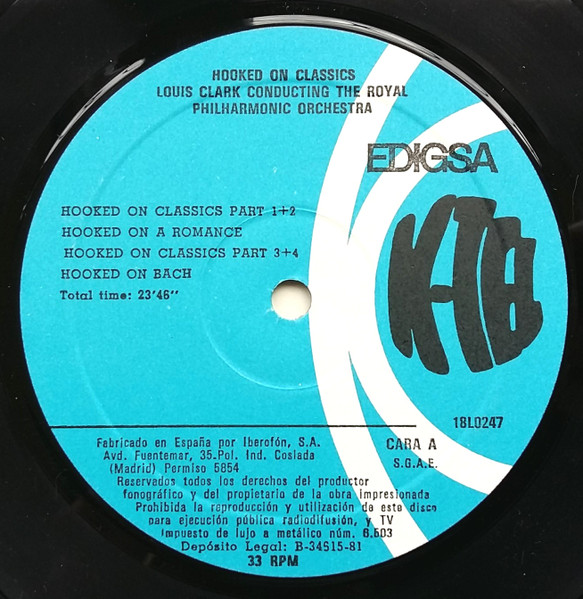 HOOKED ON CLASSICS
LOUIS CLARK CONDUCTING THE ROYAL
PHILHARMONIC ORCHESTRA
EDIGSA
K-TEL
HOOKED ON CLASSICS PART 1+2
HOOKED ON A ROMANCE
HOOKED ON CLASSICS PART 3+4
HOOKED ON BACH
Total time: 23'46''
18L0247
CARA A
S.G.A.E.
Fabricado en España por Iberofón, S.A.
Avd. Fuentemar, 35-Pol. Ind. Coslada
(Madrid) Permiso 5854
Reservados todos los derechos del productor
fonográfico y del propietario de la obra impresionada
Prohibida la reproducción y utilización de este disco
para ejecución pública radiodifusión, y TV
Impuesto de lujo a metálico núm. 6.503
Depósito Legal: B-34615-81
33 RPM